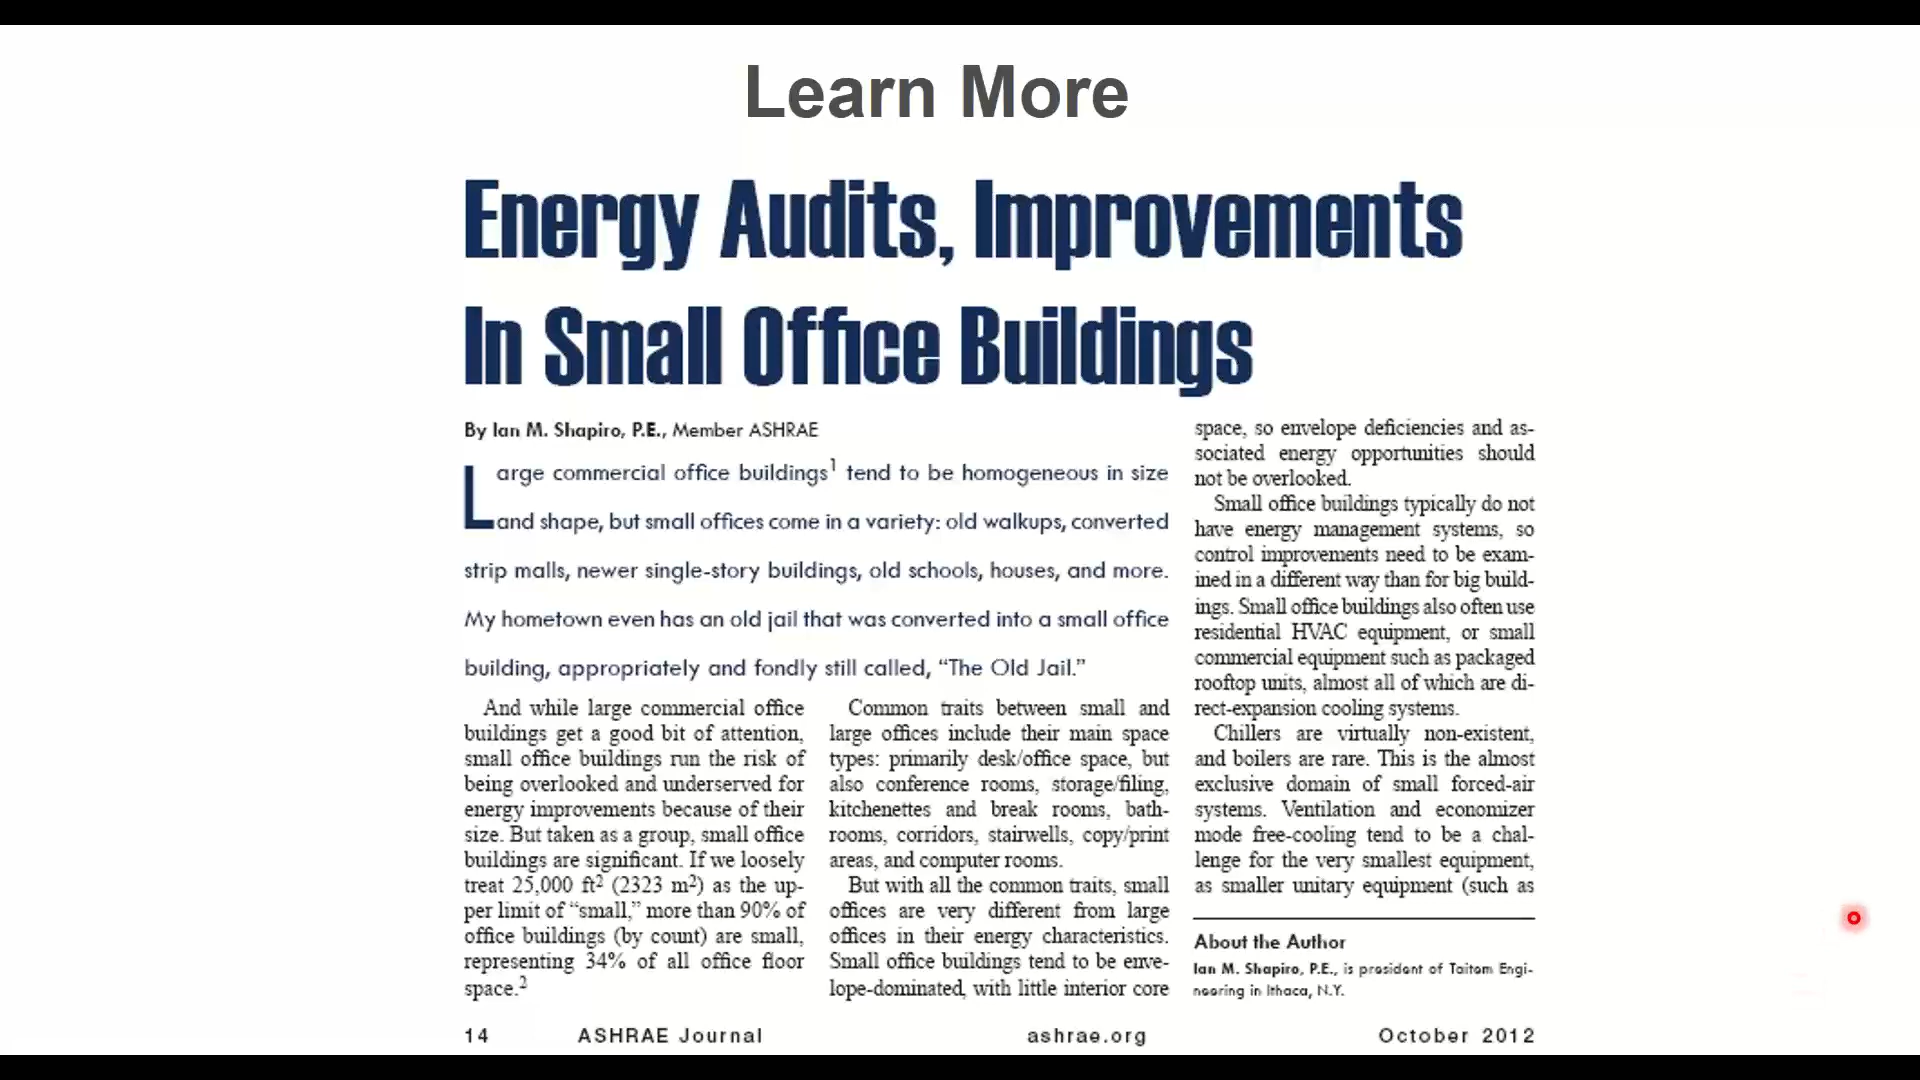 Learn More
Energy Audits, Improvements
In Small Office Buildings
By Ian M. Shapiro, P.E., Member ASHRAE
Large commercial office buildings¹ tend to be homogeneous in size
and shape, but small offices come in a variety: old walkups, converted
strip malls, newer single-story buildings, old schools, houses, and more.
My hometown even has an old jail that was converted into a small office
building, appropriately and fondly still called, “The Old Jail.”
And while large commercial office
buildings get a good bit of attention,
small office buildings run the risk of
being overlooked and underserved for
energy improvements because of their
size. But taken as a group, small office
buildings are significant. If we loosely
treat 25,000 ft² (2323 m²) as the up-
per limit of “small,” more than 90% of
office buildings (by count) are small,
representing 34% of all office floor
space.²
Common traits between small and
large offices include their main space
types: primarily desk/office space, but
also conference rooms, storage/filing,
kitchenettes and break rooms, bath-
rooms, corridors, stairwells, copy/print
areas, and computer rooms.
But with all the common traits, small
offices are very different from large
offices in their energy characteristics.
Small office buildings tend to be enve-
lope-dominated, with little interior core
space, so envelope deficiencies and as-
sociated energy opportunities should
not be overlooked.
Small office buildings typically do not
have energy management systems, so
control improvements need to be exam-
ined in a different way than for big build-
ings. Small office buildings also often use
residential HVAC equipment, or small
commercial equipment such as packaged
rooftop units, almost all of which are di-
rect-expansion cooling systems.
Chillers are virtually non-existent,
and boilers are rare. This is the almost
exclusive domain of small forced-air
systems. Ventilation and economizer
mode free-cooling tend to be a chal-
lenge for the very smallest equipment,
as smaller unitary equipment (such as
About the Author
Ian M. Shapiro, P.E., is president of Taitem Engi-
neering in Ithaca, N.Y.
14 ASHRAE Journal ashrae.org October 2012